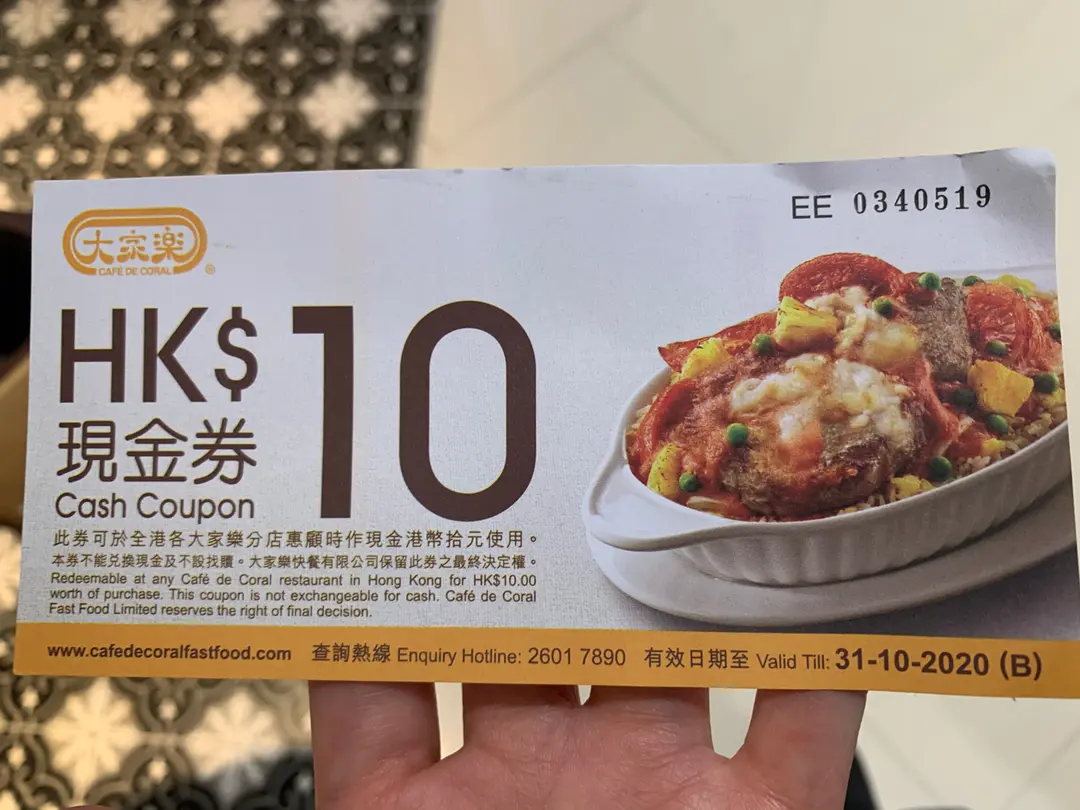 EE 0340519
大家楽
CAFÉ DE CORAL
®
HK$10
現金券
Cash Coupon
此券可於全港各大家樂分店惠顧時作現金港幣拾元使用。
本券不能兌換現金及不設找贖。大家樂快餐有限公司保留此券之最終決定權。
Redeemable at any Café de Coral restaurant in Hong Kong for HK$10.00
worth of purchase. This coupon is not exchangeable for cash. Café de Coral
Fast Food Limited reserves the right of final decision.
www.cafedecoralfastfood.com 查詢熱線 Enquiry Hotline: 2601 7890 有效日期至 Valid Till: 31-10-2020 (B)